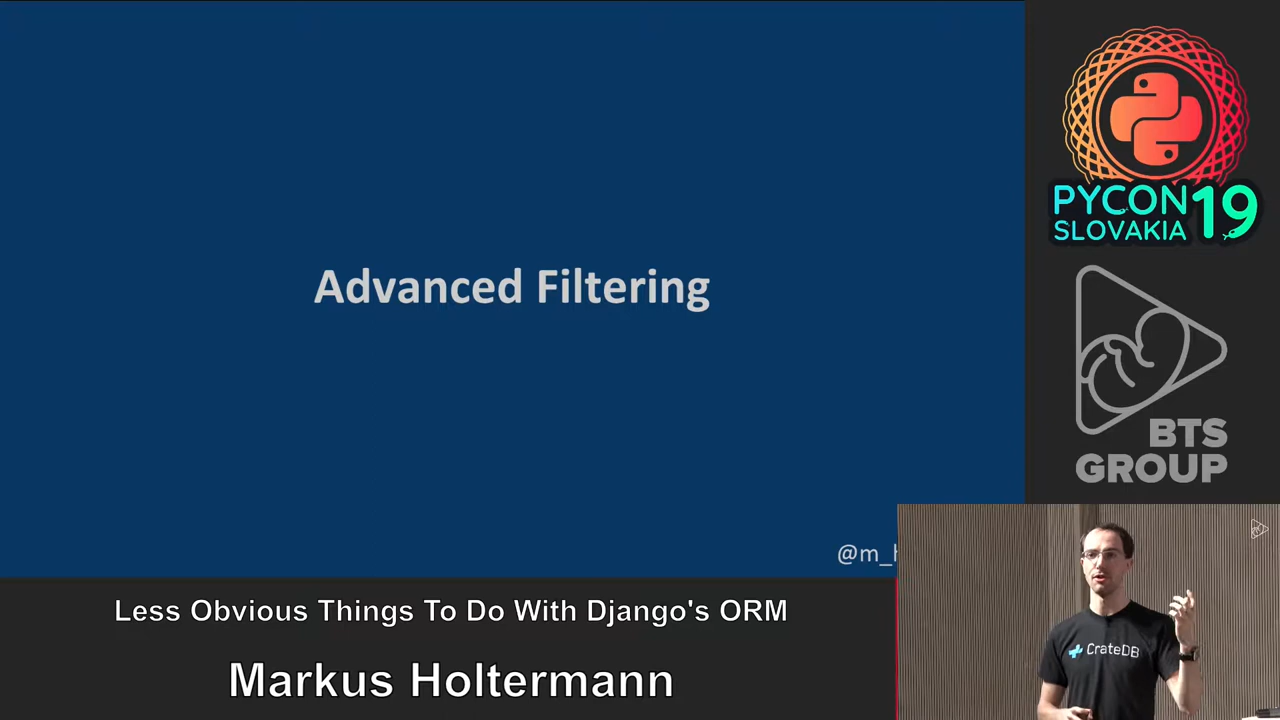 Advanced Filtering
PYCON
SLOVAKIA
19
BTS
GROUP
@m_
CrateDB
Less Obvious Things To Do With Django's ORM
Markus Holtermann